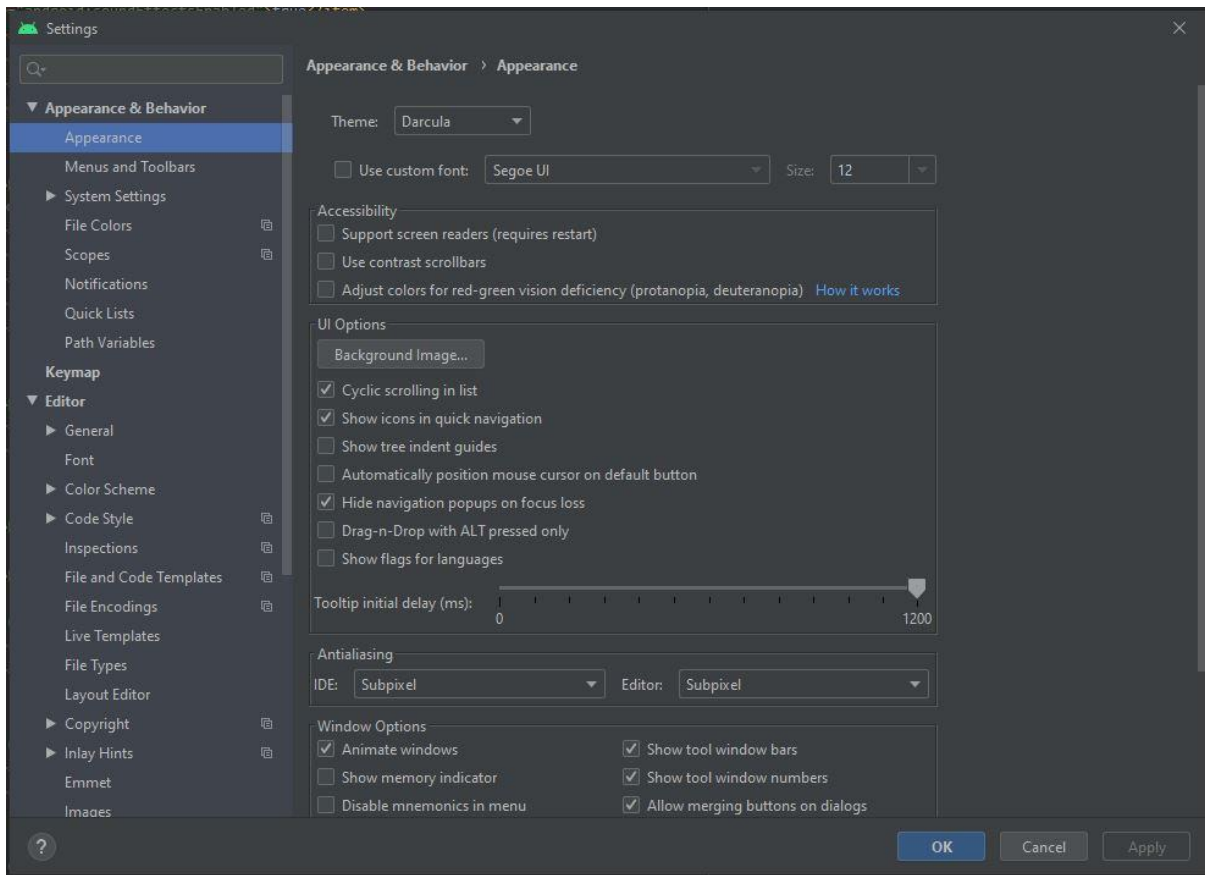 "android:soundEffectsEnabled">true</item>
Settings
Appearance & Behavior
Appearance
Menus and Toolbars
System Settings
File Colors
Scopes
Notifications
Quick Lists
Path Variables
Keymap
Editor
General
Font
Color Scheme
Code Style
Inspections
File and Code Templates
File Encodings
Live Templates
File Types
Layout Editor
Copyright
Inlay Hints
Emmet
Images
Appearance & Behavior › Appearance
Theme: Darcula
Use custom font: Segoe UI Size: 12
Accessibility
Support screen readers (requires restart)
Use contrast scrollbars
Adjust colors for red-green vision deficiency (protanopia, deuteranopia) How it works
UI Options
Background Image...
Cyclic scrolling in list
Show icons in quick navigation
Show tree indent guides
Automatically position mouse cursor on default button
Hide navigation popups on focus loss
Drag-n-Drop with ALT pressed only
Show flags for languages
Tooltip initial delay (ms):
0 1200
Antialiasing
IDE: Subpixel Editor: Subpixel
Window Options
Animate windows Show tool window bars
Show memory indicator Show tool window numbers
Disable mnemonics in menu Allow merging buttons on dialogs
? OK Cancel Apply